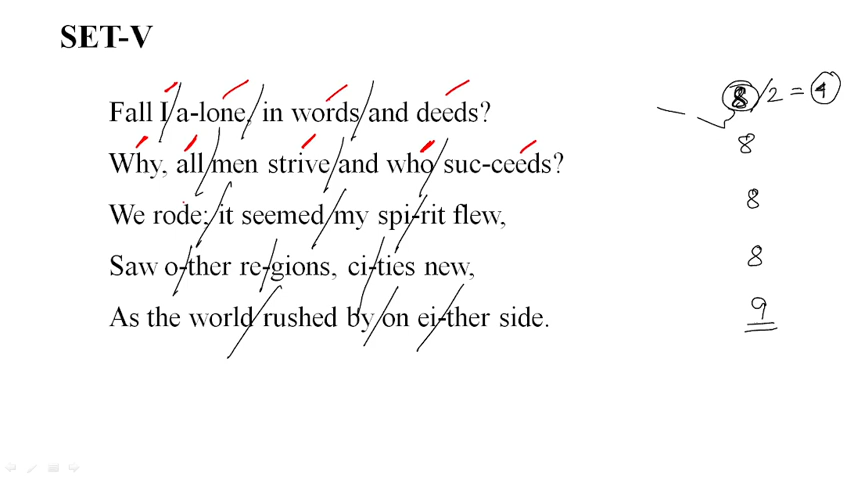 SET-V
Fall I/a-lone,/in words/and deeds? 8/2 = 4
Why, all/men strive/and who/suc-ceeds? 8
We rode;/it seemed/my spi-/rit flew, 8
Saw o-/ther re-/gions, ci-/ties new, 8
As the world/rushed by/on ei-/ther side. 9